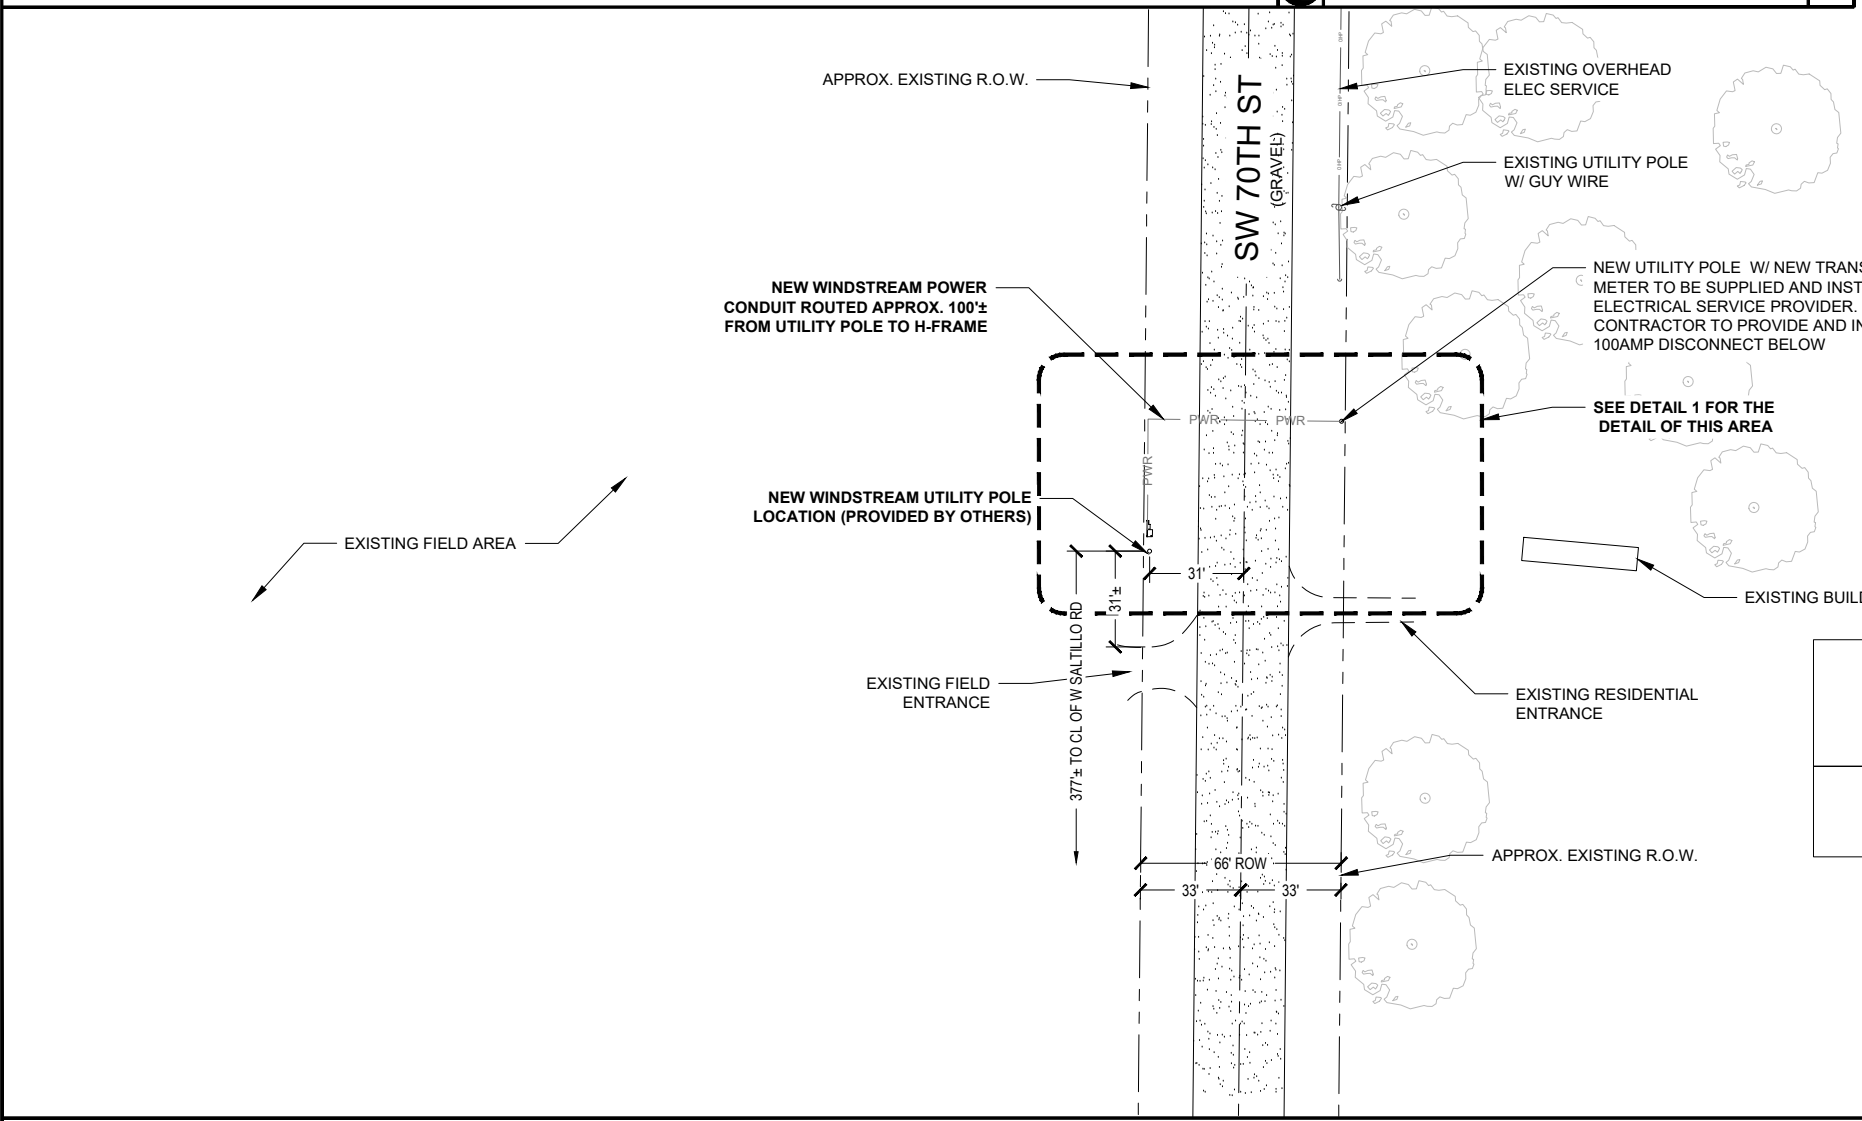 APPROX. EXISTING R.O.W.
EXISTING OVERHEAD
ELEC SERVICE
OHP
OHP
OHP
SW 70TH ST
(GRAVEL)
EXISTING UTILITY POLE
W/ GUY WIRE
NEW WINDSTREAM POWER
CONDUIT ROUTED APPROX. 100'±
FROM UTILITY POLE TO H-FRAME
NEW UTILITY POLE W/ NEW
METER TO BE SUPPLIED AND
ELECTRICAL SERVICE PROVIDER.
CONTRACTOR TO PROVIDE AND
100AMP DISCONNECT BELOW
PWR
PWR
PWR
SEE DETAIL 1 FOR THE
DETAIL OF THIS AREA
NEW WINDSTREAM UTILITY POLE
LOCATION (PROVIDED BY OTHERS)
EXISTING FIELD AREA
31'
31'±
377'± TO CL OF W SALTILLO RD
EXISTING
EXISTING FIELD
ENTRANCE
EXISTING RESIDENTIAL
ENTRANCE
66' ROW
33'
33'
APPROX. EXISTING R.O.W.